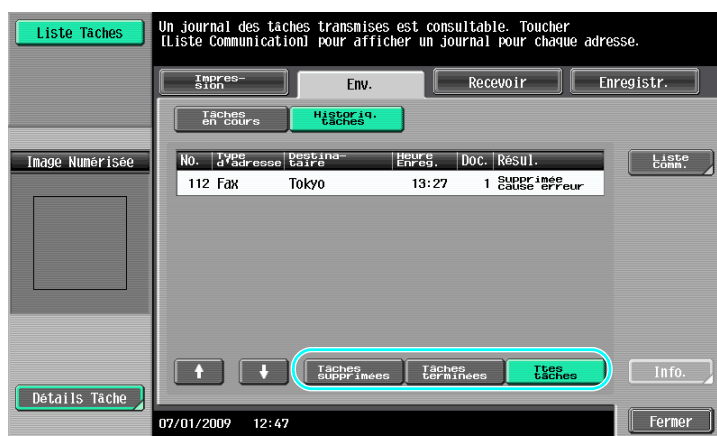 Liste Tâches
Un journal des tâches transmises est consultable. Toucher
[Liste Communication] pour afficher un journal pour chaque adresse.
Impres-
sion
Env.
Recevoir
Enregistr.
Tâches
en cours
Historiq.
tâches
Image Numérisée
No. Type d'adresse Destina-taire Heure Enreg. Doc. Résul.
112 Fax Tokyo 13:27 1 Supprimée cause erreur
Liste
Comm.
Tâches
supprimées
Tâches
terminées
Ttes
tâches
Info.
Détails Tâche
07/01/2009 12:47
Fermer